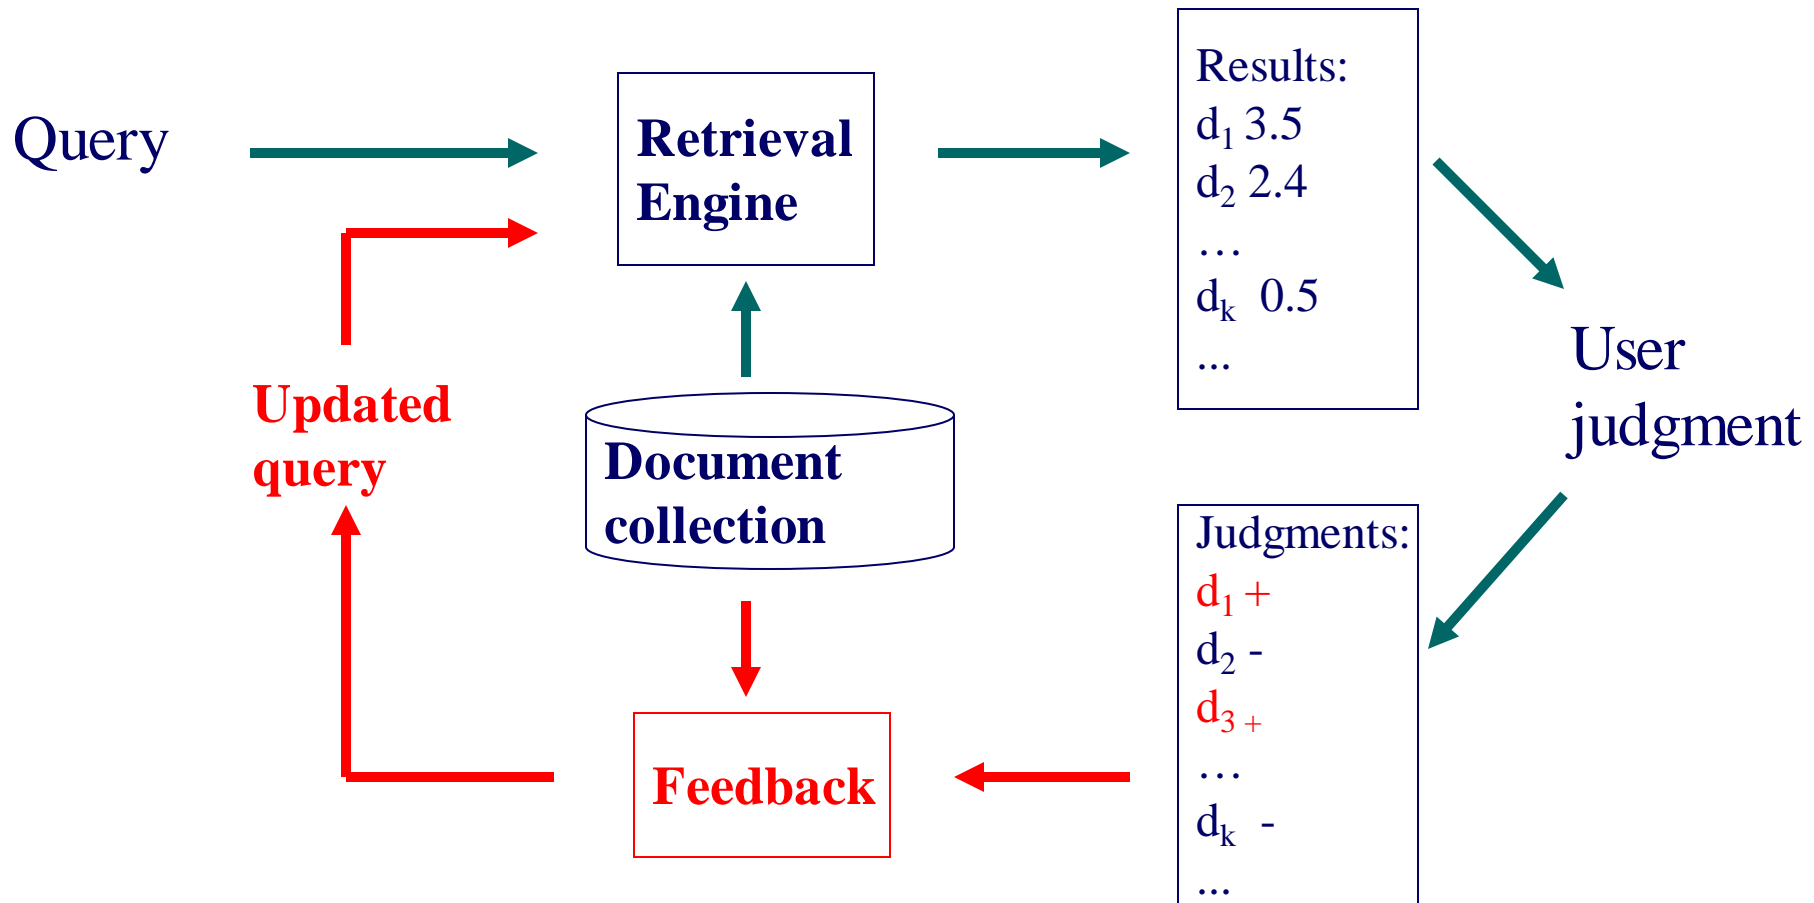 Query
Retrieval
Engine
Results:
d1 3.5
d2 2.4
…
dk 0.5
...
User
judgment
Updated
query
Document
collection
Judgments:
d1 +
d2 -
d3 +
…
dk -
...
Feedback